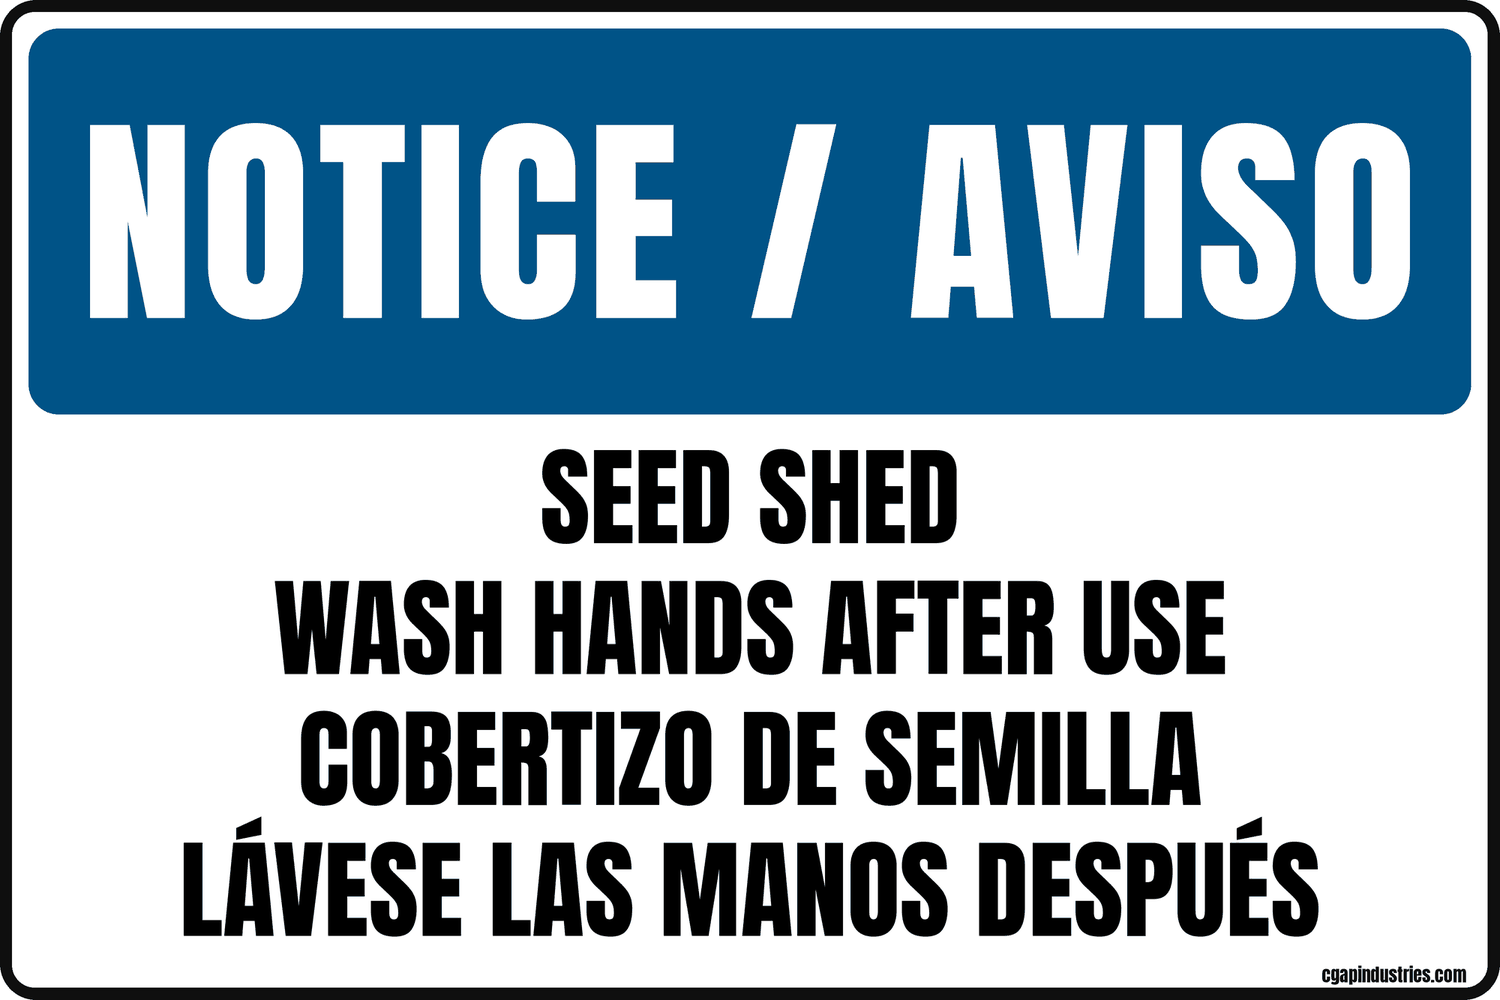 NOTICE / AVISO
SEED SHED
WASH HANDS AFTER USE
COBERTIZO DE SEMILLA
LÁVESE LAS MANOS DESPUÉS
cgapindustries.com